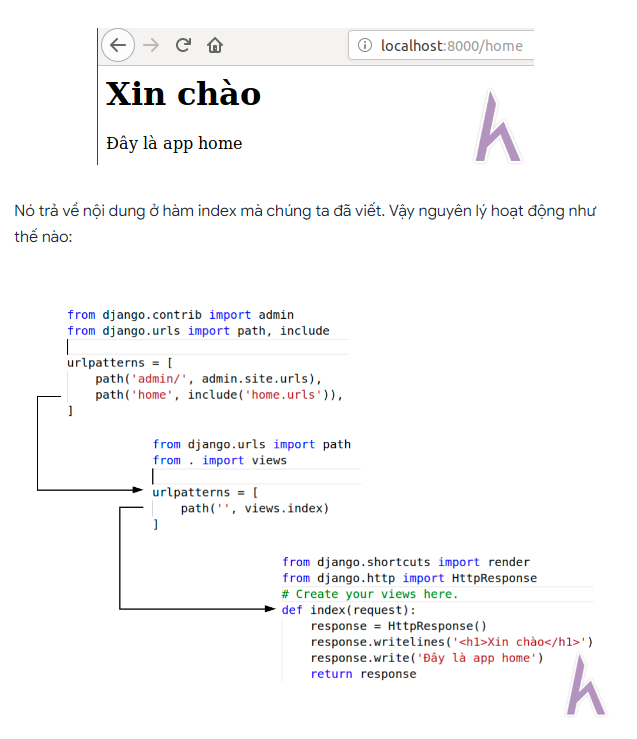 localhost:8000/home
Xin chào
Đây là app home
Nó trả về nội dung ở hàm index mà chúng ta đã viết. Vậy nguyên lý hoạt động như
thế nào:
from django.contrib import admin
from django.urls import path, include
urlpatterns = [
    path('admin/', admin.site.urls),
    path('home', include('home.urls')),
]
from django.urls import path
from . import views
urlpatterns = [
    path('', views.index)
]
from django.shortcuts import render
from django.http import HttpResponse
# Create your views here.
def index(request):
    response = HttpResponse()
    response.writelines('<h1>Xin chào</h1>')
    response.write('Đây là app home')
    return response